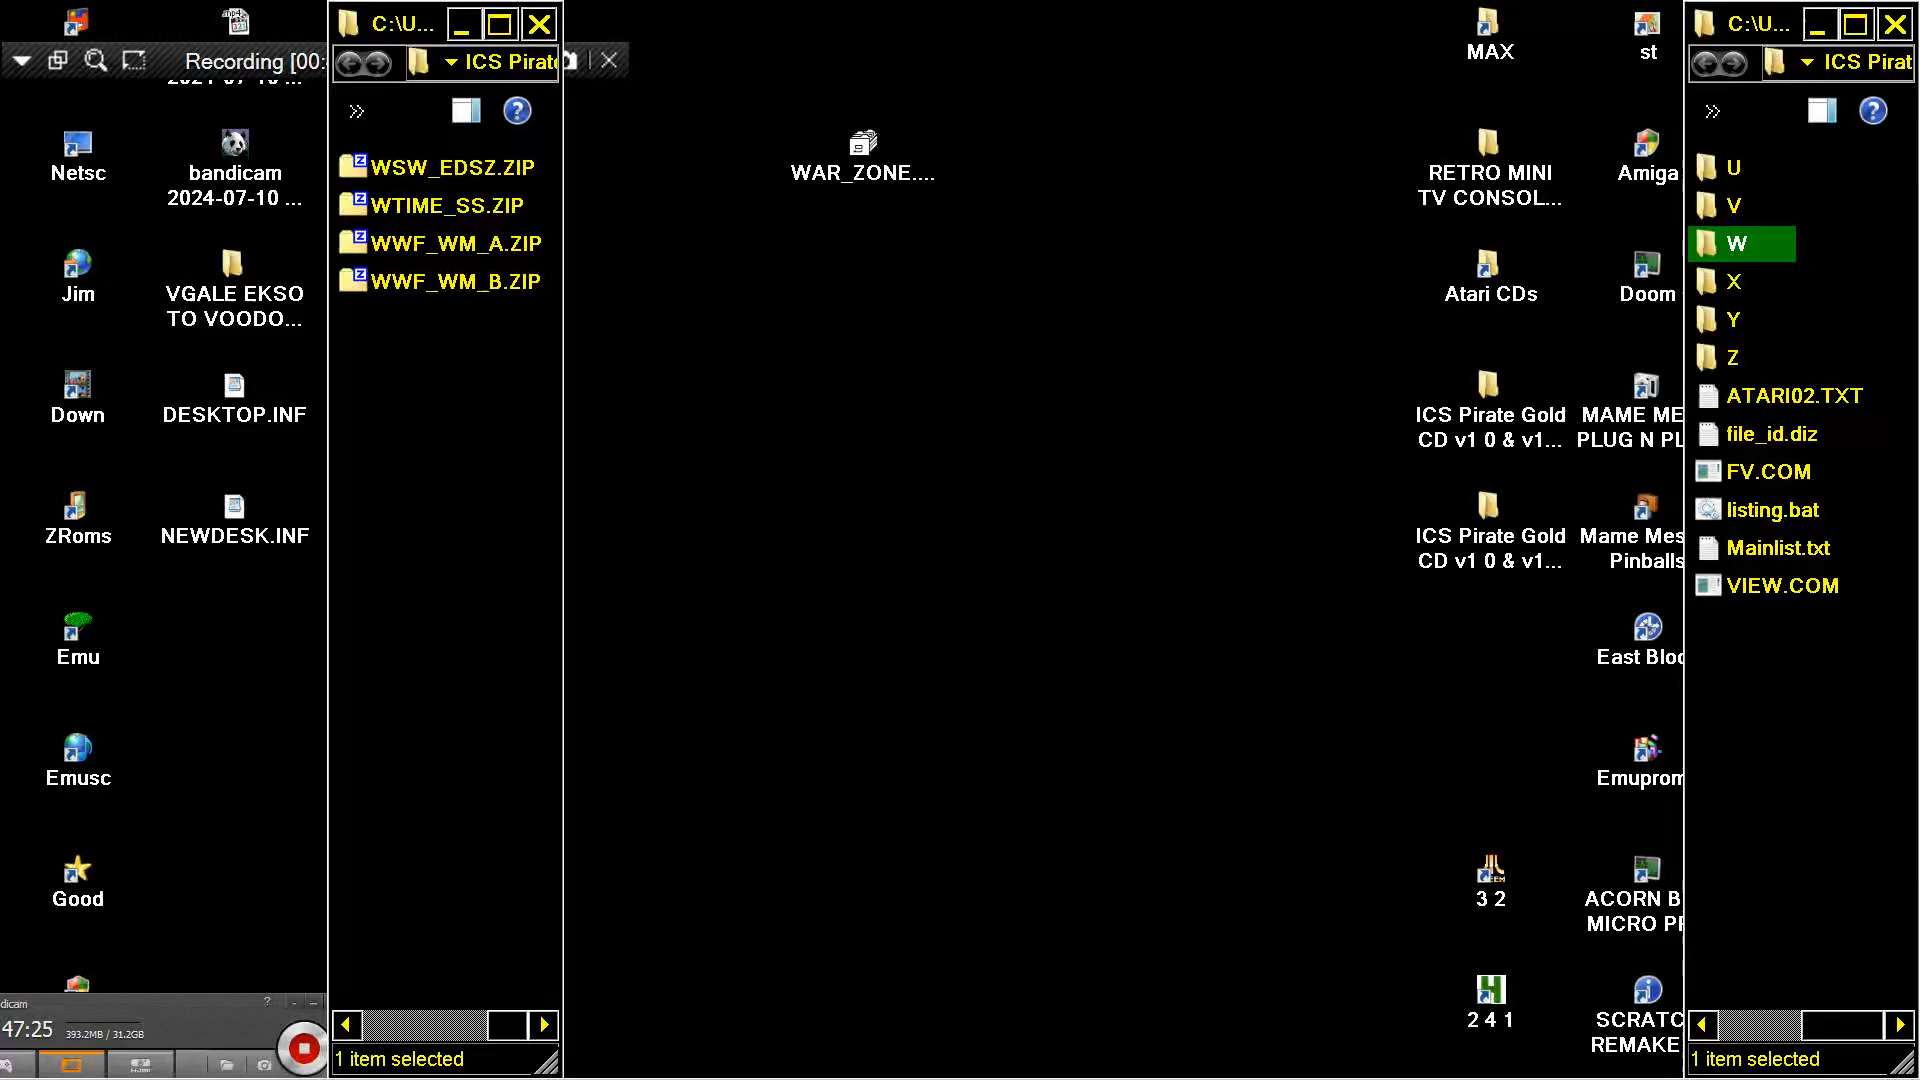 Recording [00:
Netsc
bandicam
2024-07-10 ...
Jim
VGALE EKSO
TO VOODO...
Down
DESKTOP.INF
ZRoms
NEWDESK.INF
Emu
Emusc
Good
dicam
?
47:25
393.2MB / 31.2GB
C:\U...
ICS Pirate
WSW_EDSZ.ZIP
WTIME_SS.ZIP
WWF_WM_A.ZIP
WWF_WM_B.ZIP
1 item selected
WAR_ZONE....
MAX
st
RETRO MINI
TV CONSOL...
Amiga
Atari CDs
Doom
ICS Pirate Gold
CD v1 0 & v1...
MAME ME
PLUG N PL
ICS Pirate Gold
CD v1 0 & v1...
Mame Mes
Pinballs
East Bloc
Emuprom
3 2
ACORN B
MICRO PF
2 4 1
SCRATC
REMAKE
C:\U...
ICS Pirat
U
V
W
X
Y
Z
ATARI02.TXT
file_id.diz
FV.COM
listing.bat
Mainlist.txt
VIEW.COM
1 item selected